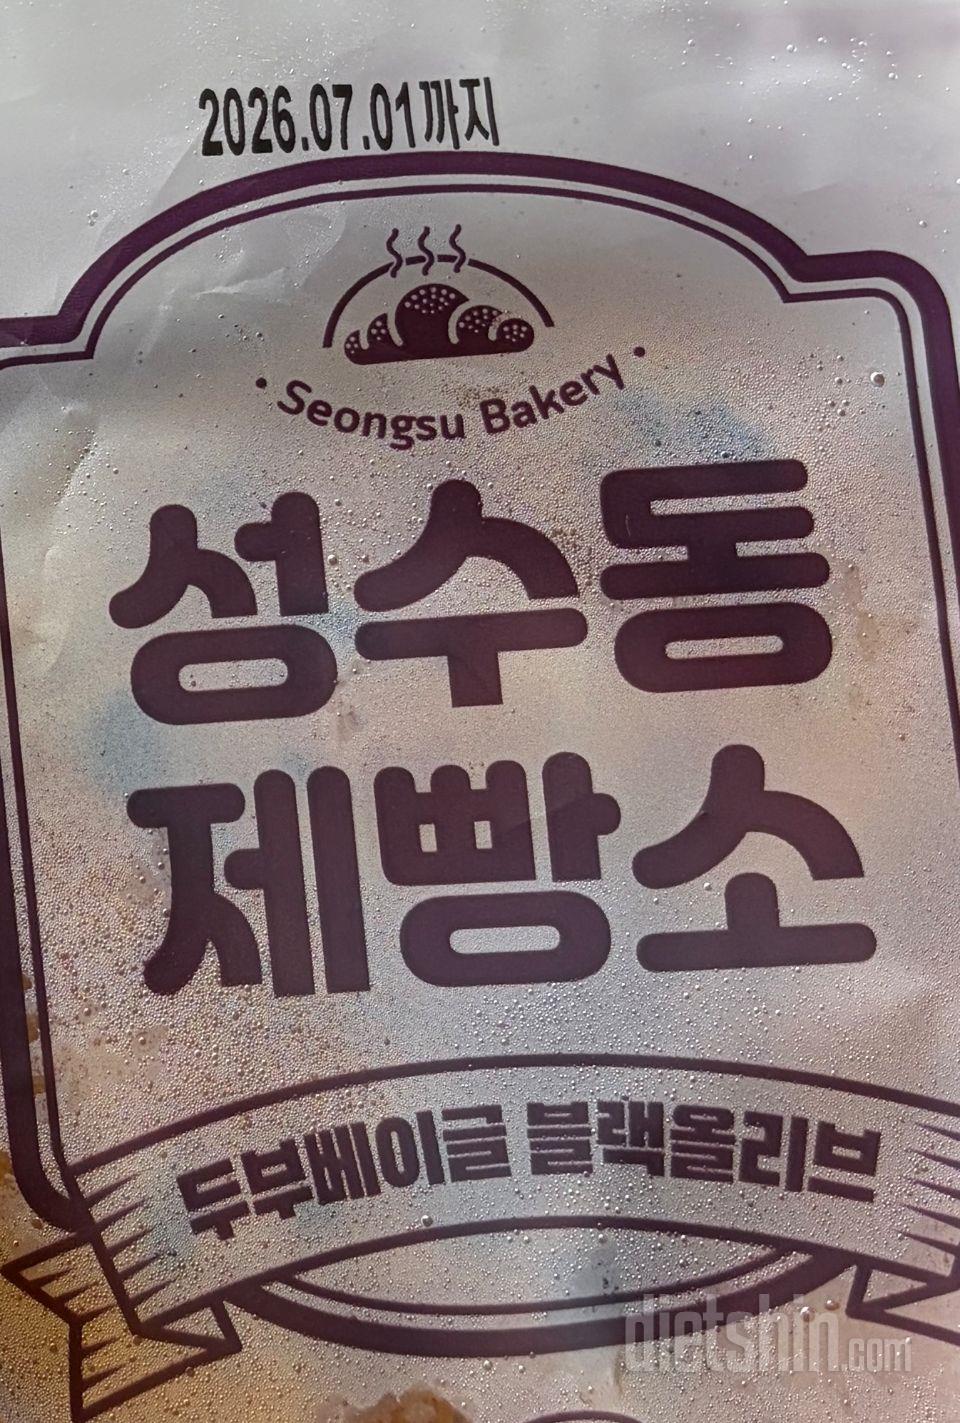 2026.07.01까지
· Seongsu Bakery ·
성수동
제빵소
두부베이글 블랙올리브
dietshin.com